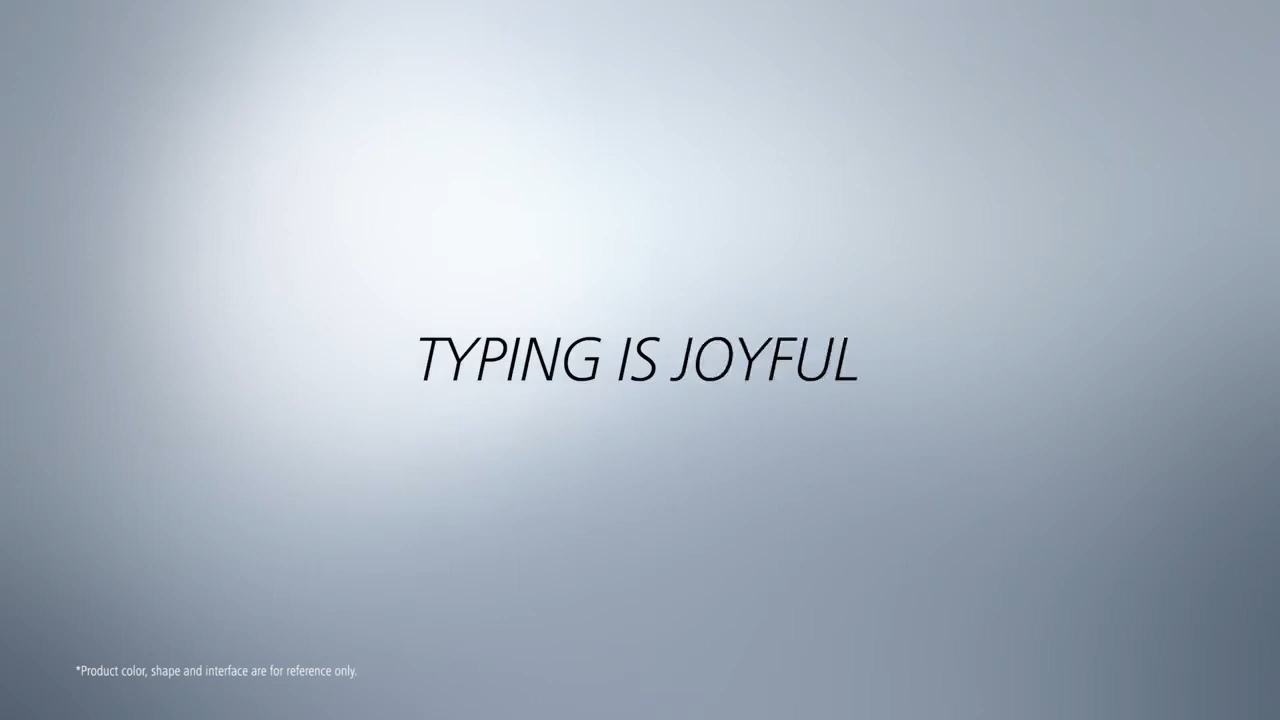 TYPING IS JOYFUL
*Product color, shape and interface are for reference only.